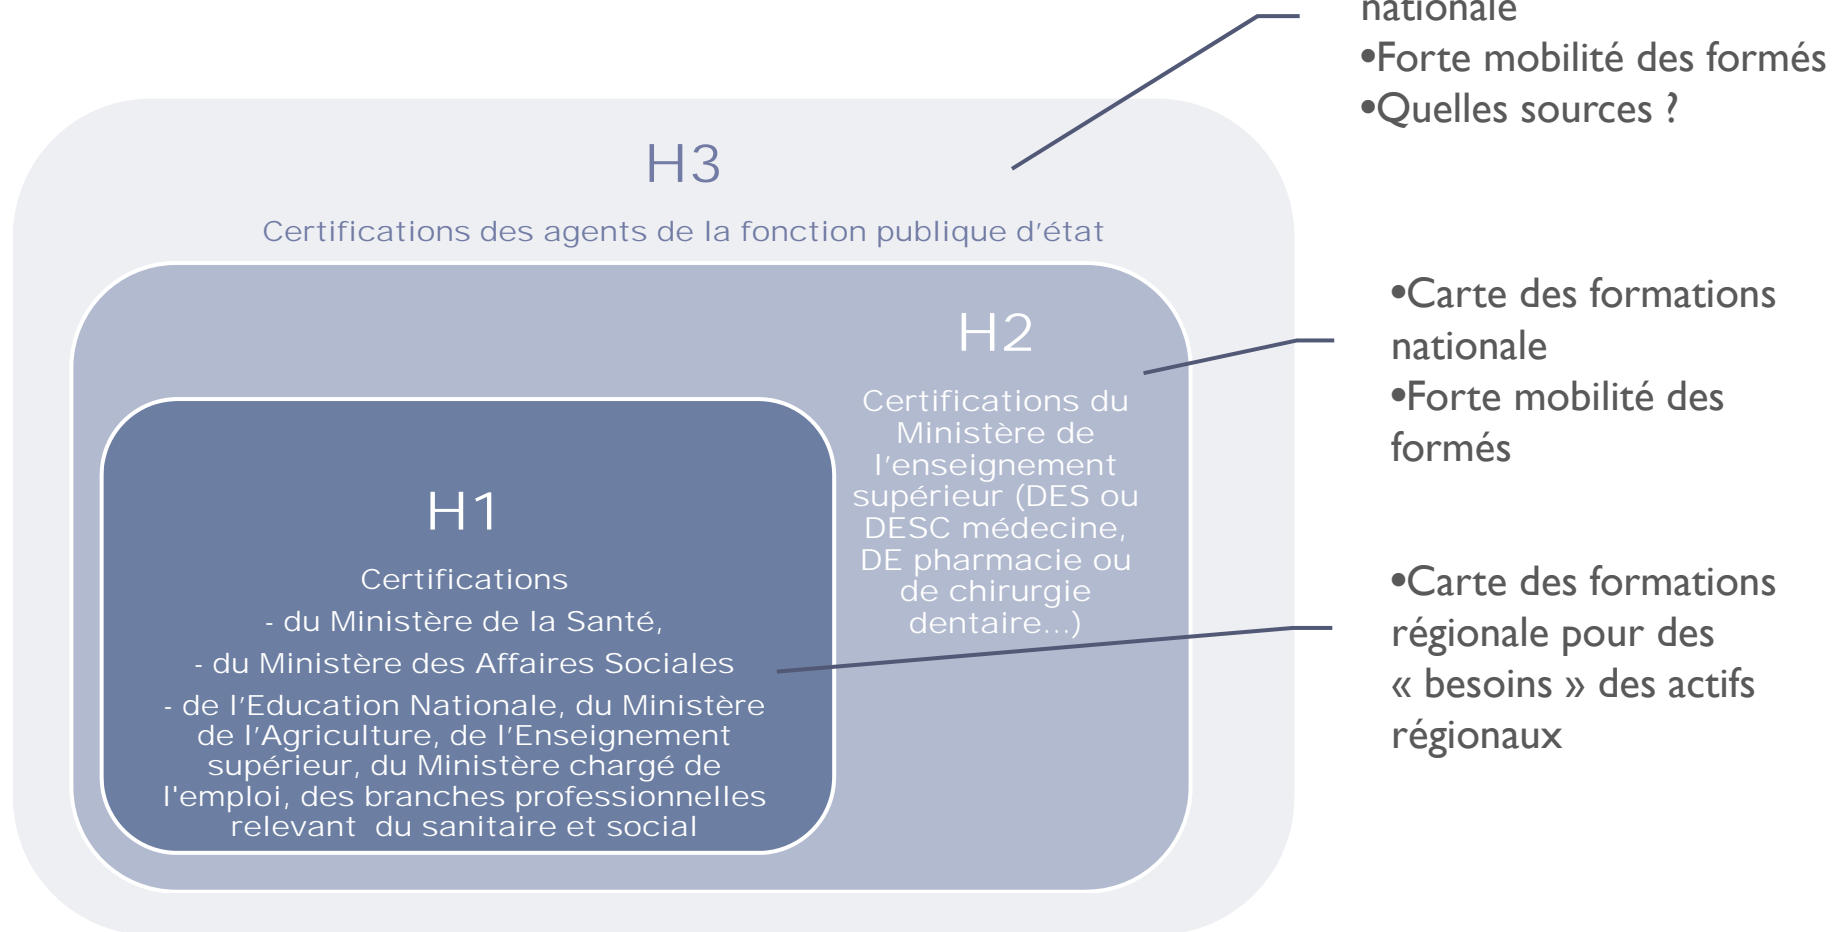 nationale
•Forte mobilité des formés
•Quelles sources ?
H3
Certifications des agents de la fonction publique d'état
H2
Certifications du
Ministère de
l'enseignement
supérieur (DES ou
DESC médecine,
DE pharmacie ou
de chirurgie
dentaire...)
H1
Certifications
- du Ministère de la Santé,
- du Ministère des Affaires Sociales
- de l'Education Nationale, du Ministère
de l'Agriculture, de l'Enseignement
supérieur, du Ministère chargé de
l'emploi, des branches professionnelles
relevant du sanitaire et social
•Carte des formations
nationale
•Forte mobilité des
formés
•Carte des formations
régionale pour des
« besoins » des actifs
régionaux